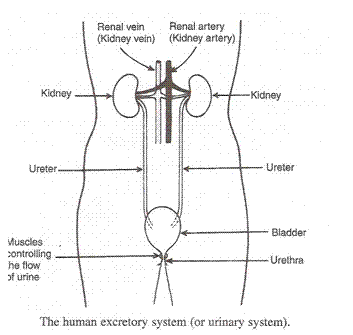 Renal vein
(Kidney vein)
Renal artery
(Kidney artery)
Kidney
Kidney
Ureter
Ureter
Bladder
Muscles
controlling
he flow
of urine
Urethra
The human excretory system (or urinary system).